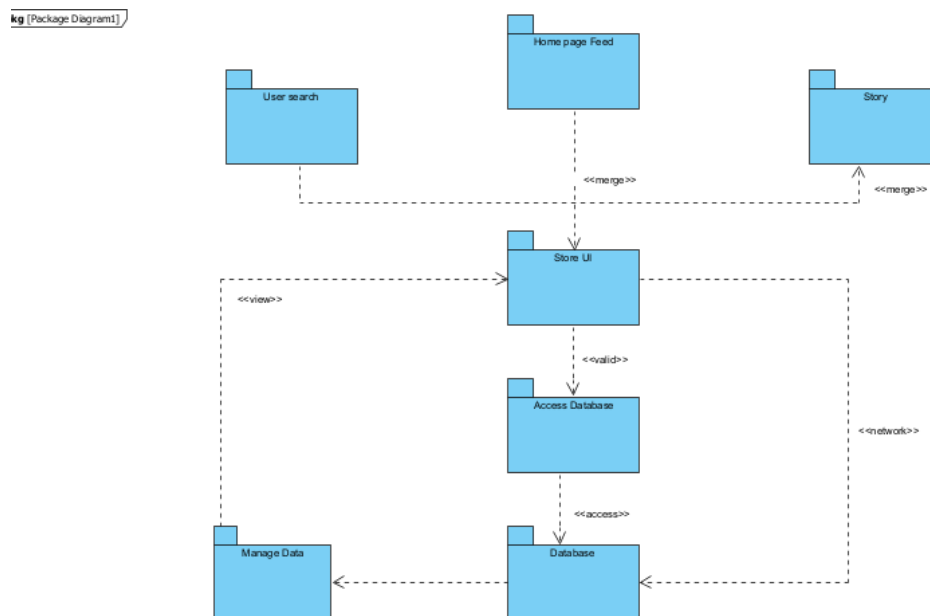 kg [Package Diagram1]
Home page Feed
User search
Story
<<merge>>
<<merge>>
Store UI
<<view>>
<<valid>>
Access Database
<<network>>
<<access>>
Manage Data
Database